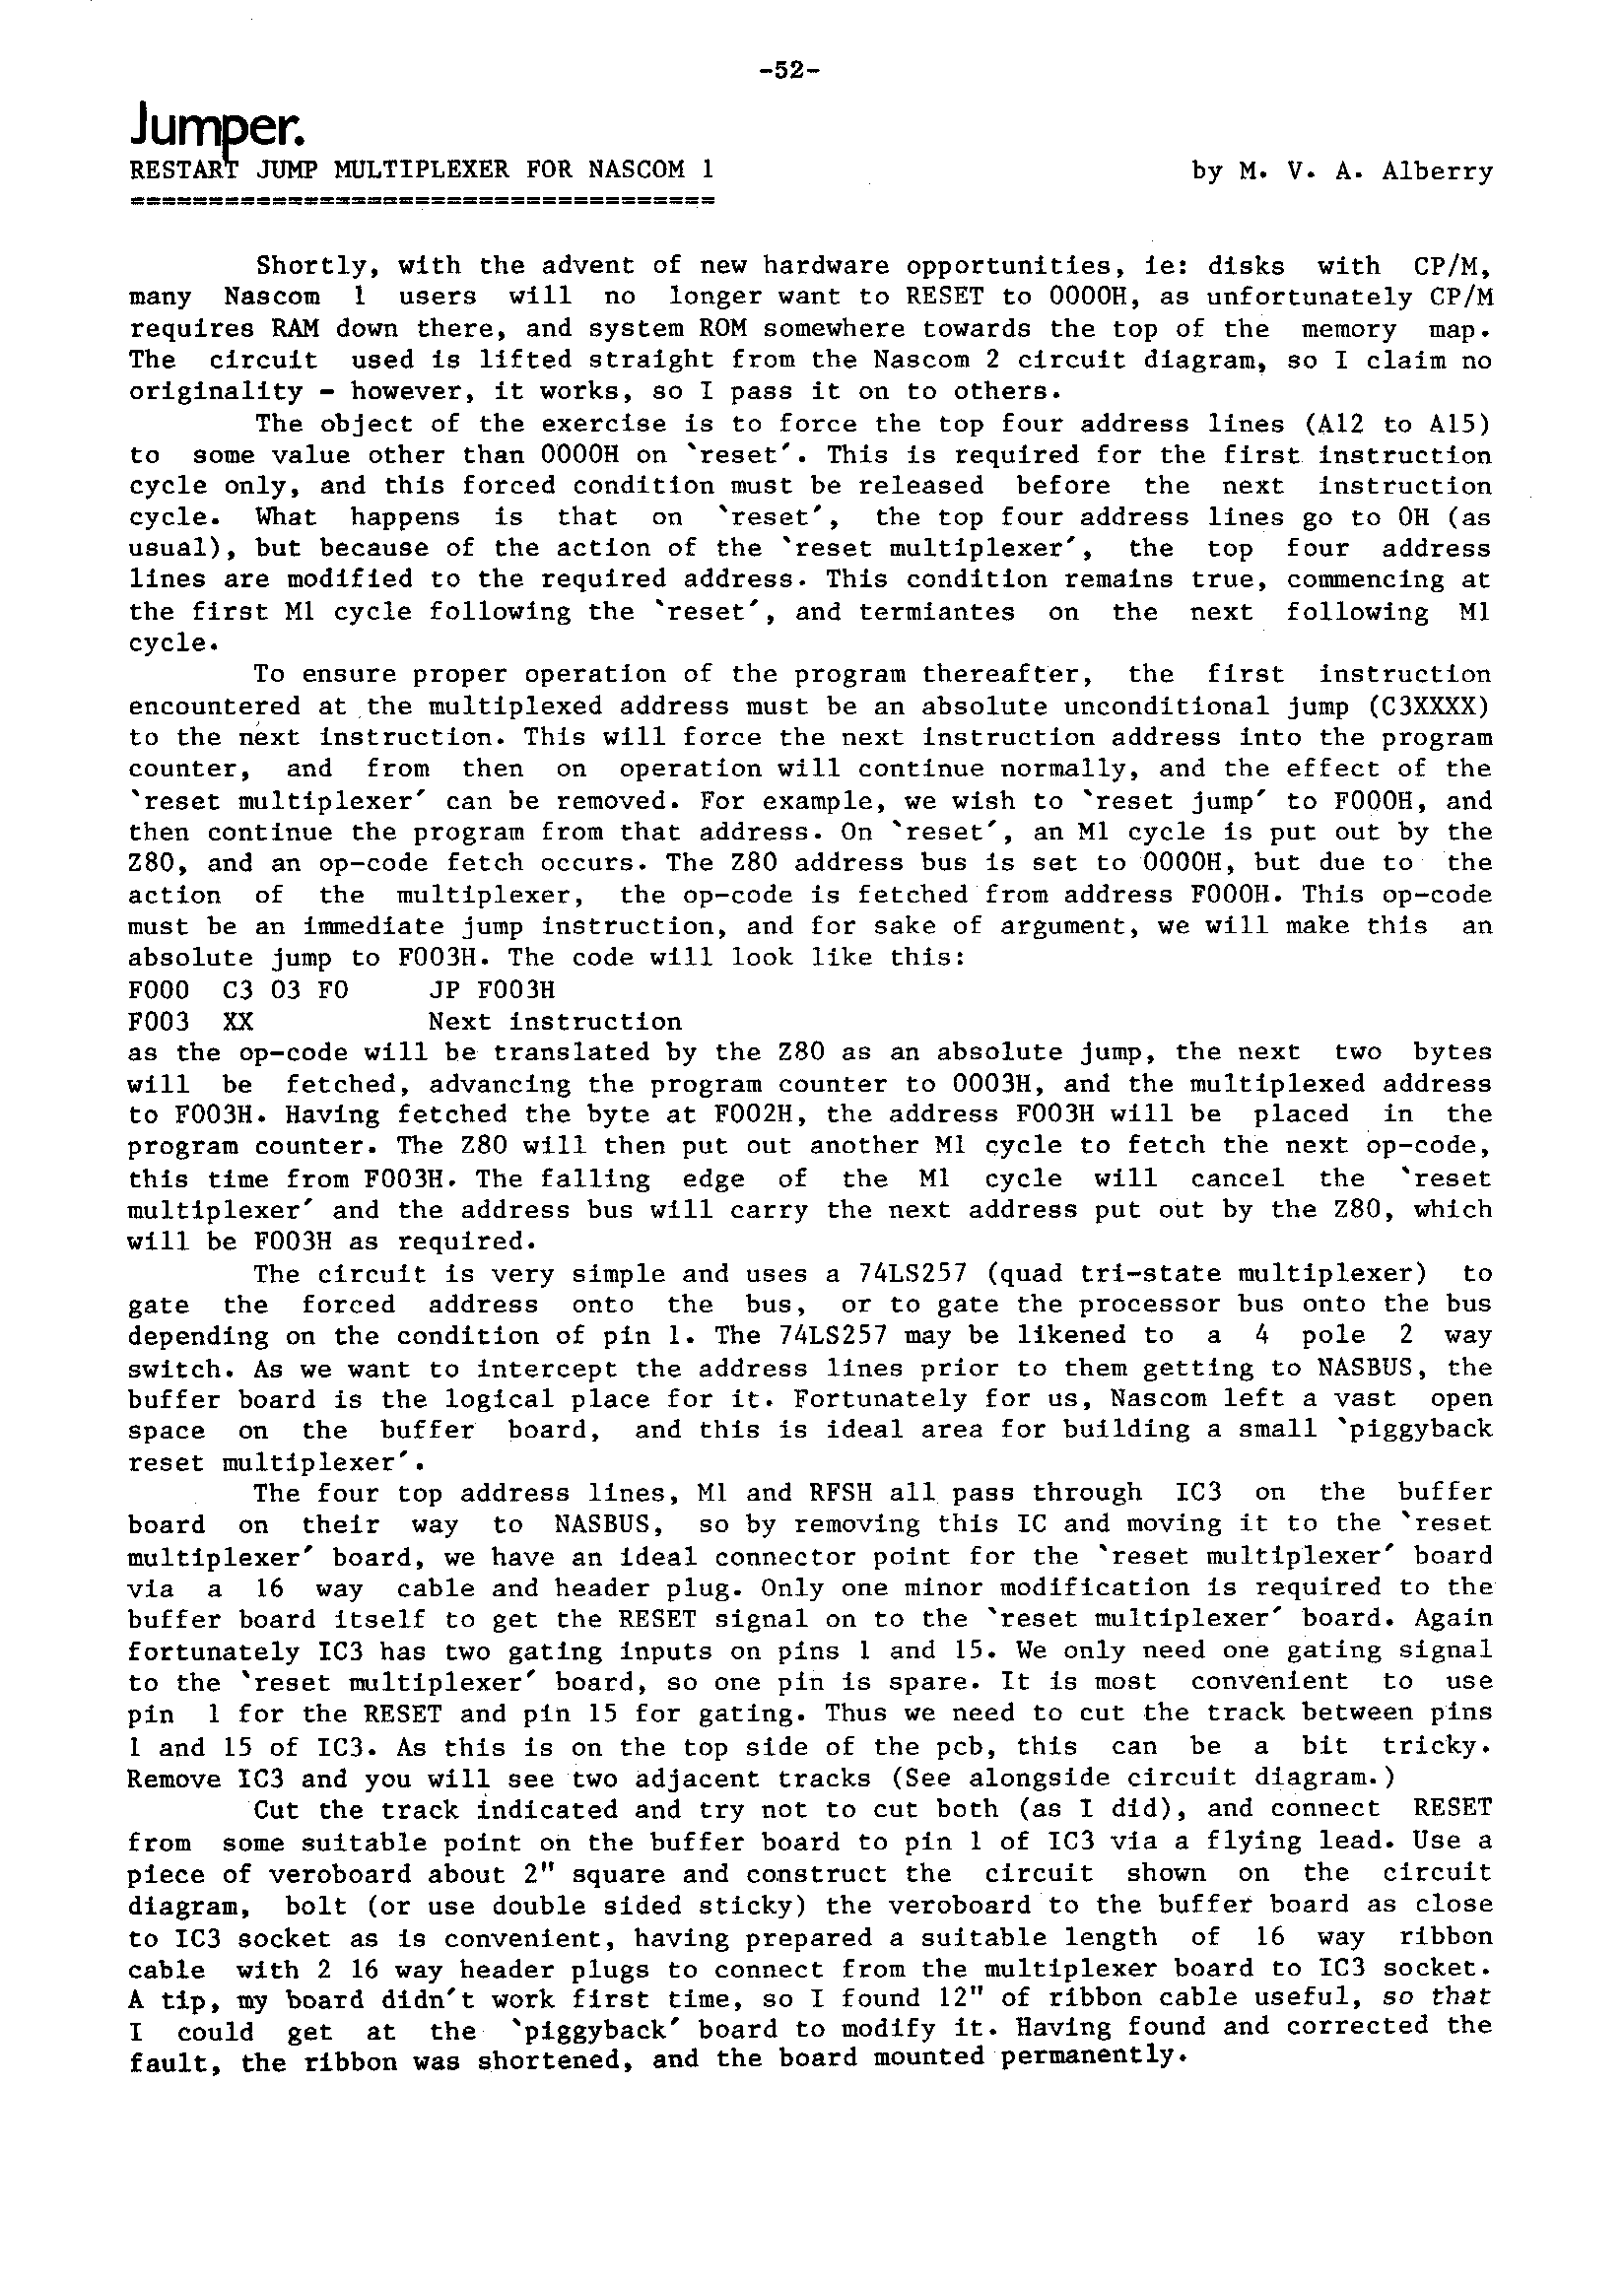 -52-
Jumper.
RESTART JUMP MULTIPLEXER FOR NASCOM 1 by M. V. A. Alberry
=====================================
Shortly, with the advent of new hardware opportunities, ie: disks with CP/M,
many Nascom 1 users will no longer want to RESET to 0000H, as unfortunately CP/M
requires RAM down there, and system ROM somewhere towards the top of the memory map.
The circuit used is lifted straight from the Nascom 2 circuit diagram, so I claim no
originality - however, it works, so I pass it on to others.
The object of the exercise is to force the top four address lines (A12 to A15)
to some value other than 0000H on `reset'. This is required for the first instruction
cycle only, and this forced condition must be released before the next instruction
cycle. What happens is that on `reset', the top four address lines go to 0H (as
usual), but because of the action of the `reset multiplexer', the top four address
lines are modified to the required address. This condition remains true, commencing at
the first M1 cycle following the `reset', and termiantes on the next following M1
cycle.
To ensure proper operation of the program thereafter, the first instruction
encountered at the multiplexed address must be an absolute unconditional jump (C3XXXX)
to the next instruction. This will force the next instruction address into the program
counter, and from then on operation will continue normally, and the effect of the
`reset multiplexer' can be removed. For example, we wish to `reset jump' to F000H, and
then continue the program from that address. On `reset', an M1 cycle is put out by the
Z80, and an op-code fetch occurs. The Z80 address bus is set to 0000H, but due to the
action of the multiplexer, the op-code is fetched from address F000H. This op-code
must be an immediate jump instruction, and for sake of argument, we will make this an
absolute jump to F003H. The code will look like this:
F000 C3 03 F0 JP F003H
F003 XX Next instruction
as the op-code will be translated by the Z80 as an absolute jump, the next two bytes
will be fetched, advancing the program counter to 0003H, and the multiplexed address
to F003H. Having fetched the byte at F002H, the address F003H will be placed in the
program counter. The Z80 will then put out another M1 cycle to fetch the next op-code,
this time from F003H. The falling edge of the M1 cycle will cancel the `reset
multiplexer' and the address bus will carry the next address put out by the Z80, which
will be F003H as required.
The circuit is very simple and uses a 74LS257 (quad tri-state multiplexer) to
gate the forced address onto the bus, or to gate the processor bus onto the bus
depending on the condition of pin 1. The 74LS257 may be likened to a 4 pole 2 way
switch. As we want to intercept the address lines prior to them getting to NASBUS, the
buffer board is the logical place for it. Fortunately for us, Nascom left a vast open
space on the buffer board, and this is ideal area for building a small `piggyback
reset multiplexer'.
The four top address lines, M1 and RFSH all pass through IC3 on the buffer
board on their way to NASBUS, so by removing this IC and moving it to the `reset
multiplexer' board, we have an ideal connector point for the `reset multiplexer' board
via a 16 way cable and header plug. Only one minor modification is required to the
buffer board itself to get the RESET signal on to the `reset multiplexer' board. Again
fortunately IC3 has two gating inputs on pins 1 and 15. We only need one gating signal
to the `reset multiplexer' board, so one pin is spare. It is most convenient to use
pin 1 for the RESET and pin 15 for gating. Thus we need to cut the track between pins
1 and 15 of IC3. As this is on the top side of the pcb, this can be a bit tricky.
Remove IC3 and you will see two adjacent tracks (See alongside circuit diagram.)
Cut the track indicated and try not to cut both (as I did), and connect RESET
from some suitable point on the buffer board to pin 1 of IC3 via a flying lead. Use a
piece of veroboard about 2" square and construct the circuit shown on the circuit
diagram, bolt (or use double sided sticky) the veroboard to the buffer board as close
to IC3 socket as is convenient, having prepared a suitable length of 16 way ribbon
cable with 2 16 way header plugs to connect from the multiplexer board to IC3 socket.
A tip, my board didn't work first time, so I found 12" of ribbon cable useful, so that
I could get at the `piggyback' board to modify it. Having found and corrected the
fault, the ribbon was shortened, and the board mounted permanently.